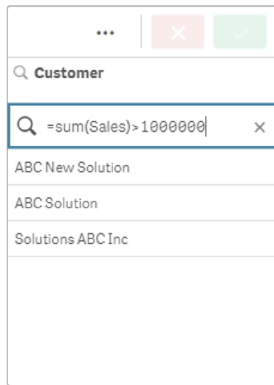 Customer
=sum(Sales)>1000000
ABC New Solution
ABC Solution
Solutions ABC Inc